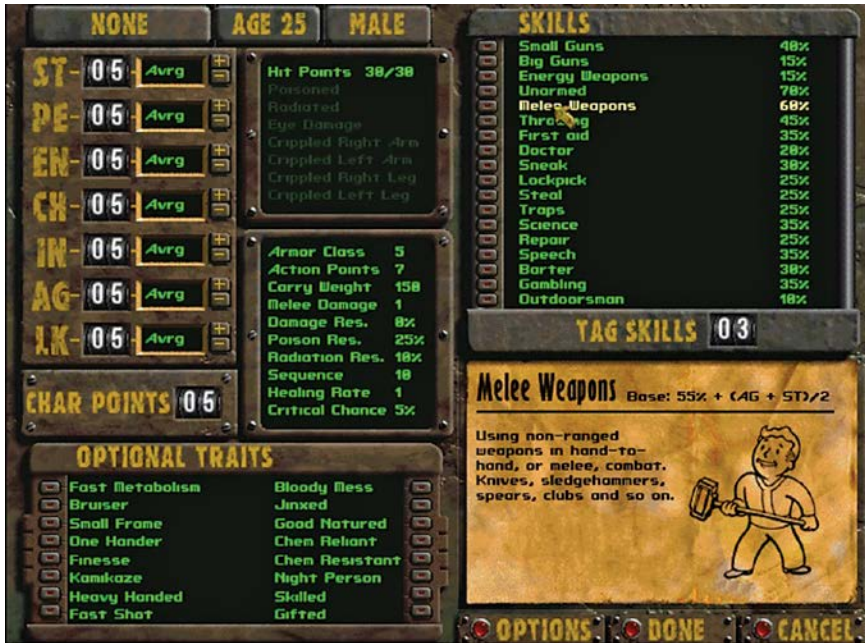 NONE
AGE 25
MALE
ST- 05 Avrg + -
PE- 05 Avrg + -
EN- 05 Avrg + -
CH- 05 Avrg + -
IN- 05 Avrg + -
AG- 05 Avrg + -
LK- 05 Avrg + -
CHAR POINTS 05
Hit Points 30/30
Poisoned
Radiated
Eye Damage
Crippled Right Arm
Crippled Left Arm
Crippled Right Leg
Crippled Left Leg
Armor Class 5
Action Points 7
Carry Weight 150
Melee Damage 1
Damage Res. 0%
Poison Res. 25%
Radiation Res. 10%
Sequence 10
Healing Rate 1
Critical Chance 5%
OPTIONAL TRAITS
Fast Metabolism Bloody Mess
Bruiser Jinxed
Small Frame Good Natured
One Hander Chem Reliant
Finesse Chem Resistant
Kamikaze Night Person
Heavy Handed Skilled
Fast Shot Gifted
SKILLS
Small Guns 40%
Big Guns 15%
Energy Weapons 15%
Unarmed 70%
Melee Weapons 60%
Throwing 45%
First aid 35%
Doctor 20%
Sneak 30%
Lockpick 25%
Steal 25%
Traps 25%
Science 35%
Repair 25%
Speech 35%
Barter 30%
Gambling 35%
Outdoorsman 10%
TAG SKILLS 03
Melee Weapons Base: 55% + (AG + ST)/2
Using non-ranged
weapons in hand-to-
hand, or melee, combat.
Knives, sledgehammers,
spears, clubs and so on.
OPTIONS
DONE
CANCEL